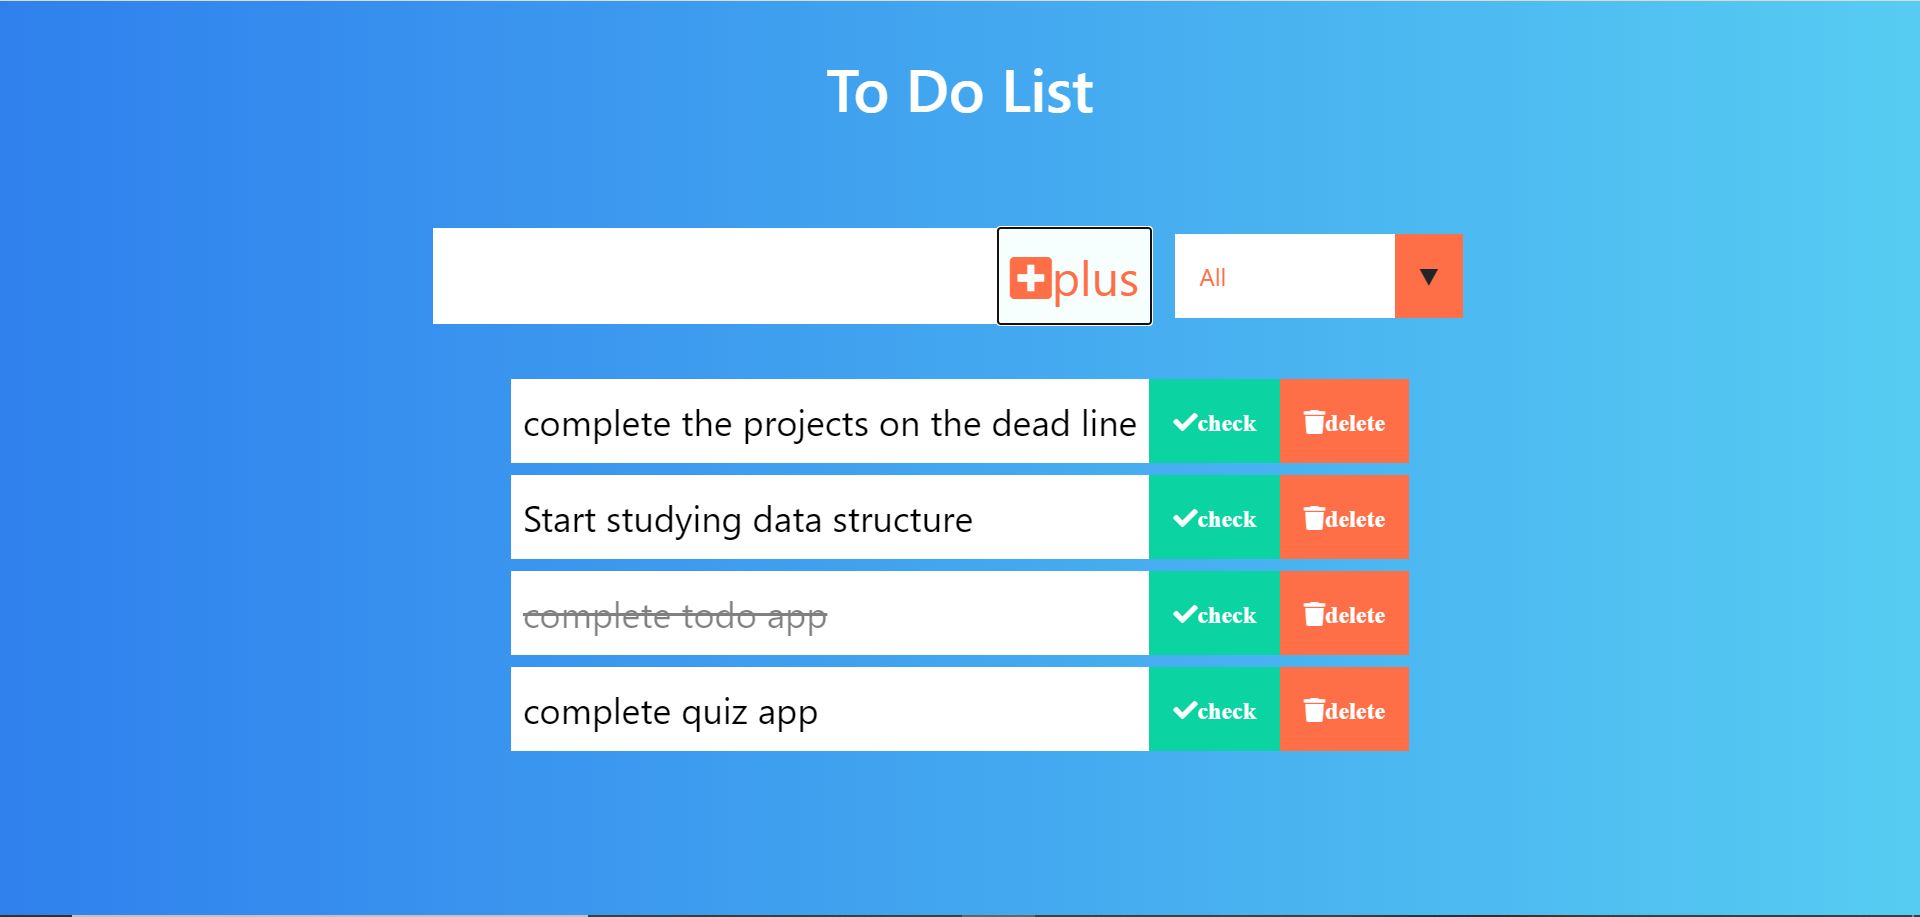 To Do List
plus
All
complete the projects on the dead line check delete
Start studying data structure check delete
complete todo app check delete
complete quiz app check delete